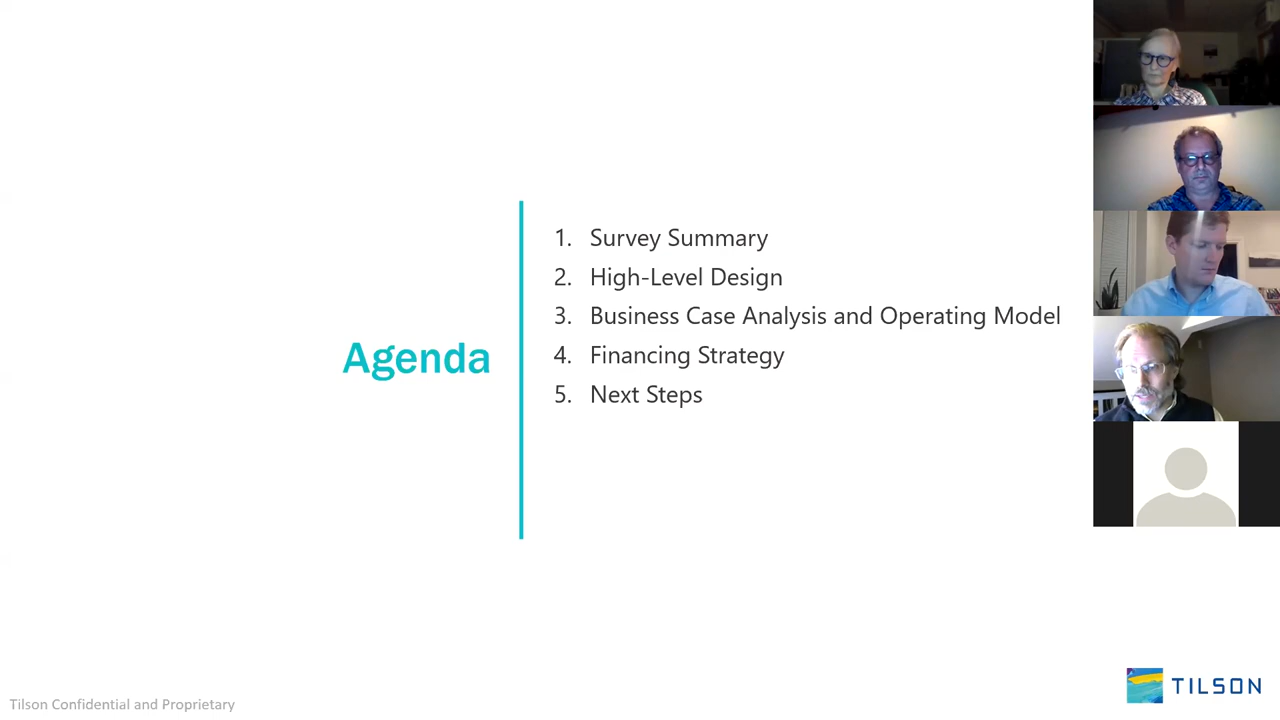 Agenda
1. Survey Summary
2. High-Level Design
3. Business Case Analysis and Operating Model
4. Financing Strategy
5. Next Steps
Tilson Confidential and Proprietary
TILSON